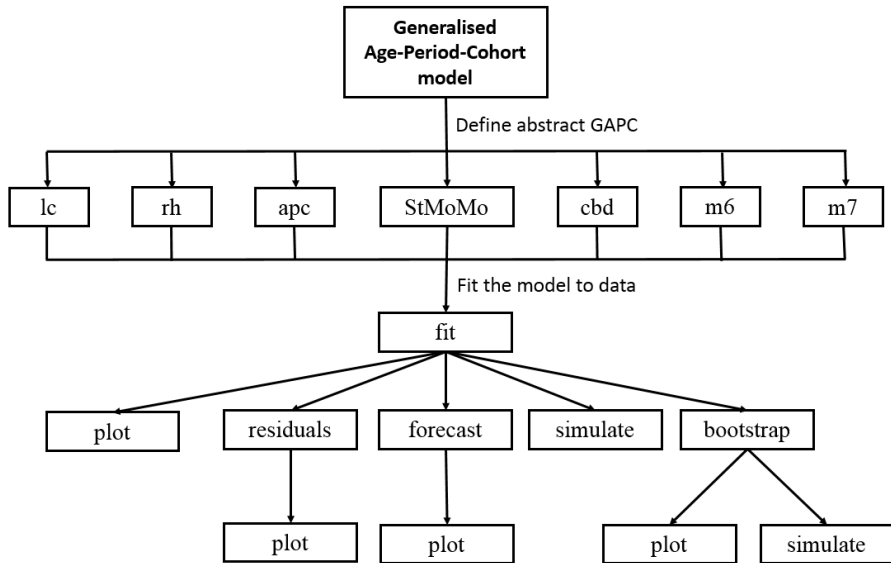 Generalised
Age-Period-Cohort
model
Define abstract GAPC
lc
rh
apc
StMoMo
cbd
m6
m7
Fit the model to data
fit
plot
residuals
forecast
simulate
bootstrap
plot
plot
plot
simulate